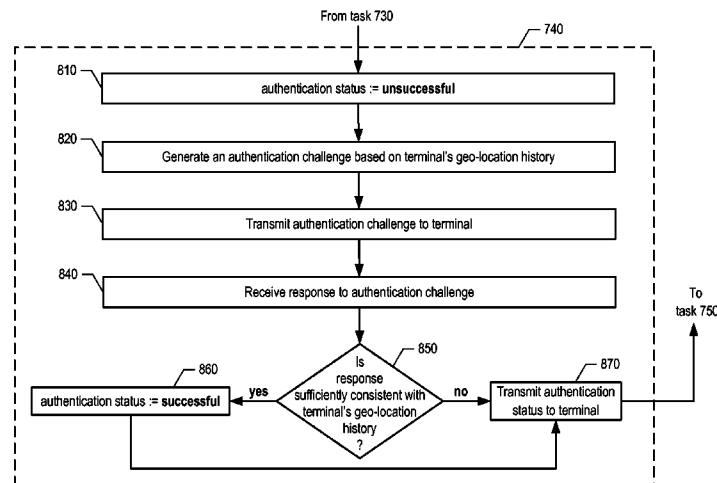 From task 730
740
810
authentication status := unsuccessful
820
Generate an authentication challenge based on terminal's geo-location history
830
Transmit authentication challenge to terminal
840
Receive response to authentication challenge
To
task 750
850
Is
response
sufficiently consistent with
terminal's geo-location
history
?
860
yes
authentication status := successful
no
870
Transmit authentication
status to terminal